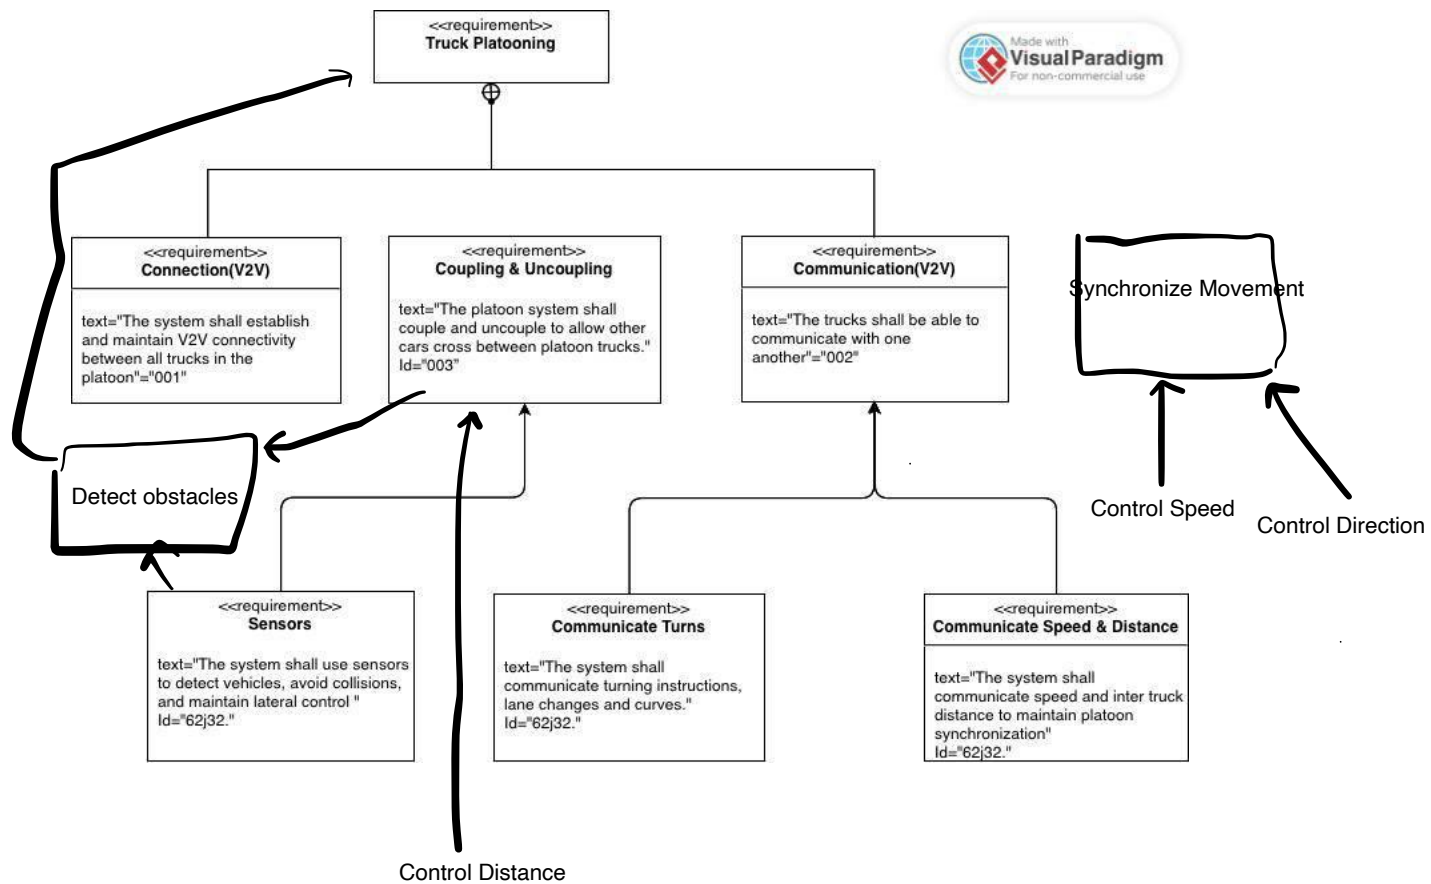 <<requirement>>
Truck Platooning
Made with
Visual Paradigm
For non-commercial use
<<requirement>>
Connection(V2V)
text="The system shall establish
and maintain V2V connectivity
between all trucks in the
platoon"="001"
<<requirement>>
Coupling & Uncoupling
text="The platoon system shall
couple and uncouple to allow other
cars cross between platoon trucks."
Id="003"
<<requirement>>
Communication(V2V)
text="The trucks shall be able to
communicate with one
another"="002"
Synchronize Movement
Detect obstacles
Control Speed
Control Direction
<<requirement>>
Sensors
text="The system shall use sensors
to detect vehicles, avoid collisions,
and maintain lateral control "
Id="62j32."
<<requirement>>
Communicate Turns
text="The system shall
communicate turning instructions,
lane changes and curves."
Id="62j32."
<<requirement>>
Communicate Speed & Distance
text="The system shall
communicate speed and inter truck
distance to maintain platoon
synchronization"
Id="62j32."
Control Distance